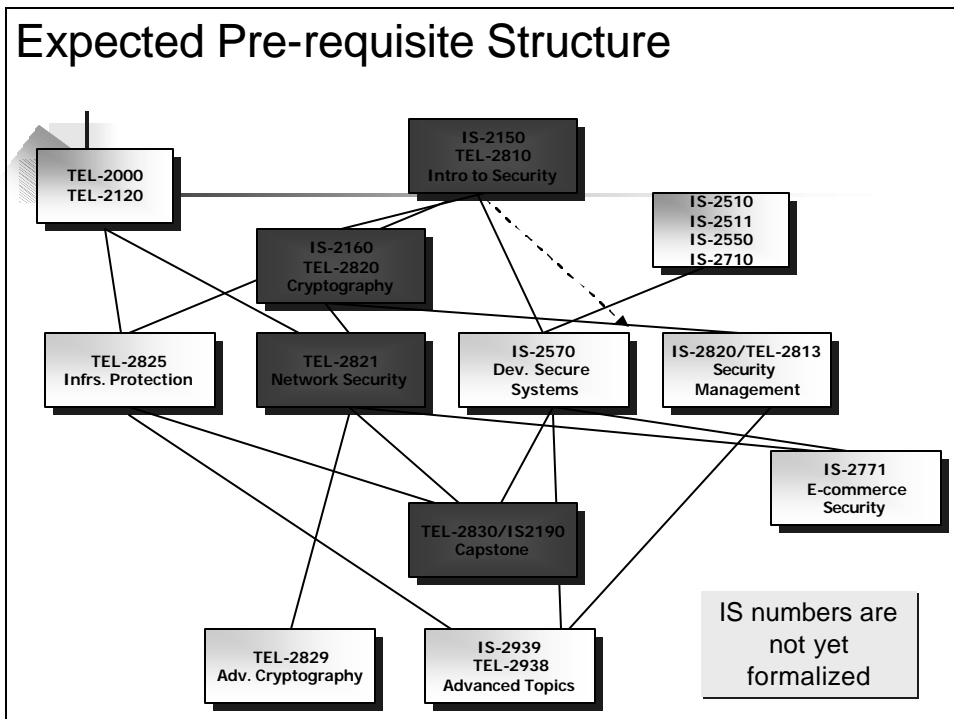 Expected Pre-requisite Structure
IS-2150
TEL-2810
Intro to Security
TEL-2000
TEL-2120
IS-2510
IS-2511
IS-2550
IS-2710
IS-2160
TEL-2820
Cryptography
TEL-2825
Infrs. Protection
TEL-2821
Network Security
IS-2570
Dev. Secure
Systems
IS-2820/TEL-2813
Security
Management
IS-2771
E-commerce
Security
TEL-2830/IS2190
Capstone
TEL-2829
Adv. Cryptography
IS-2939
TEL-2938
Advanced Topics
IS numbers are
not yet
formalized